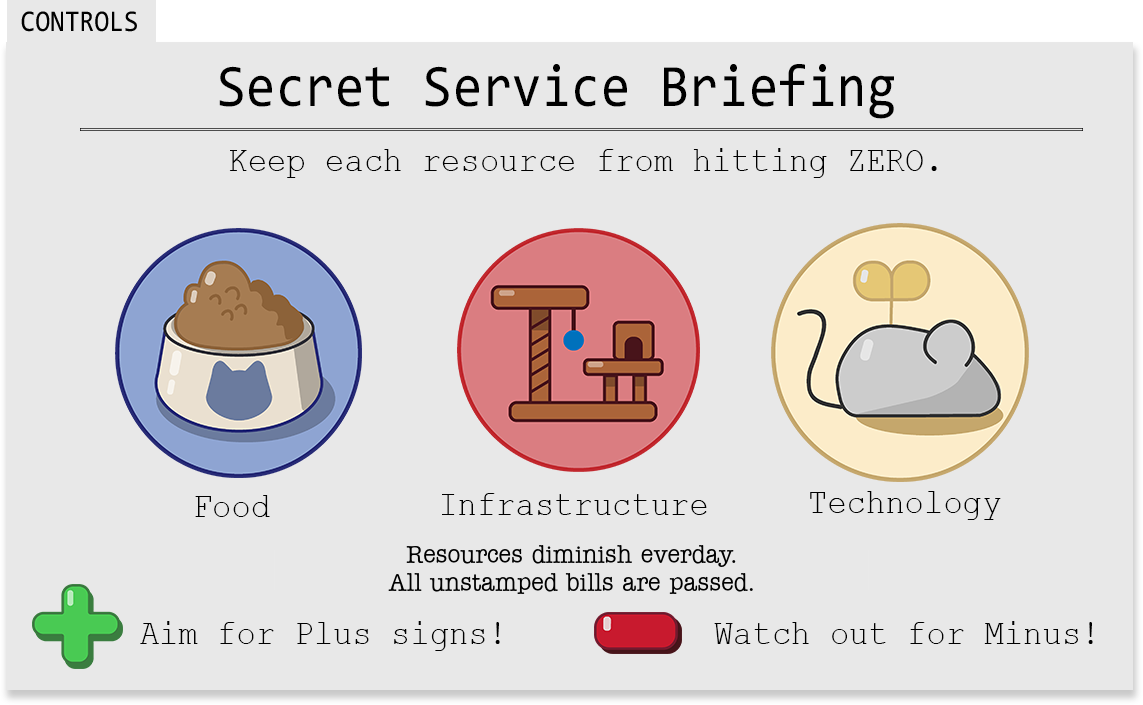 CONTROLS
Secret Service Briefing
Keep each resource from hitting ZERO.
Food
Infrastructure
Technology
Resources diminish everday.
All unstamped bills are passed.
Aim for Plus signs!
Watch out for Minus!